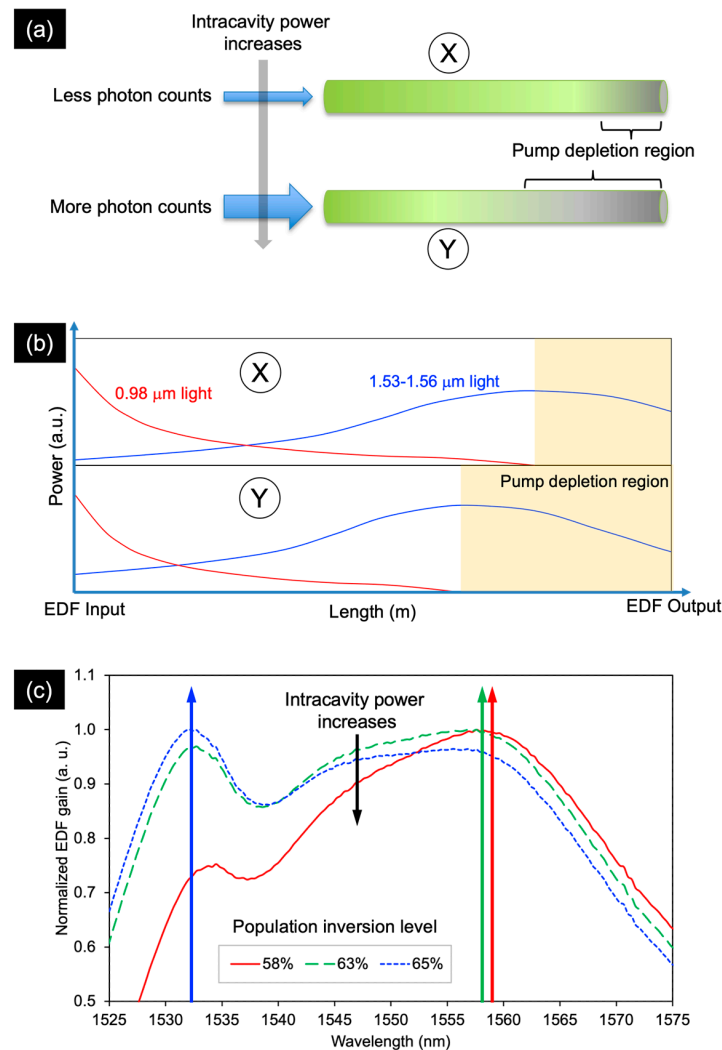 (a)
Intracavity power
increases
X
Less photon counts
Pump depletion region
More photon counts
Y
(b)
X
0.98 μm light
1.53-1.56 μm light
Power (a.u.)
Y
Pump depletion region
EDF Input
Length (m)
EDF Output
(c)
1.1
1.0
0.9
0.8
0.7
0.6
0.5
Normalized EDF gain (a. u.)
Intracavity power
increases
Population inversion level
58% 63% 65%
1525 1530 1535 1540 1545 1550 1555 1560 1565 1570 1575
Wavelength (nm)